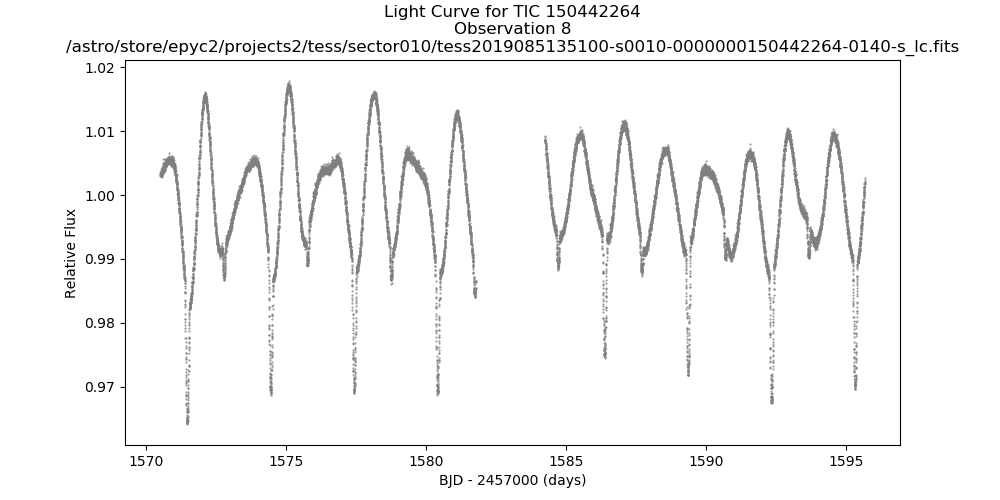 Light Curve for TIC 150442264
Observation 8
/astro/store/epyc2/projects2/tess/sector010/tess2019085135100-s0010-0000000150442264-0140-s_lc.fits
1.02
1.01
1.00
0.99
0.98
0.97
Relative Flux
1570
1575
1580
1585
1590
1595
BJD - 2457000 (days)